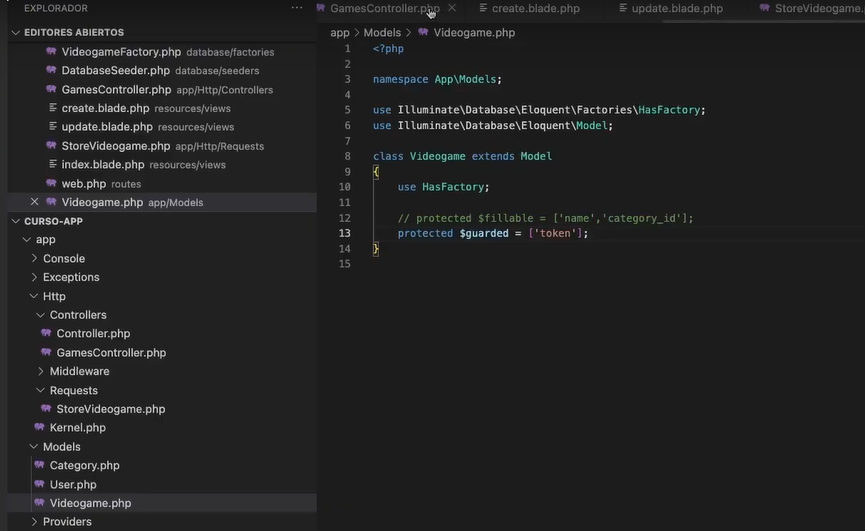 EXPLORADOR ...
EDITORES ABIERTOS
VideogameFactory.php database/factories
DatabaseSeeder.php database/seeders
GamesController.php app/Http/Controllers
create.blade.php resources/views
update.blade.php resources/views
StoreVideogame.php app/Http/Requests
index.blade.php resources/views
web.php routes
Videogame.php app/Models
CURSO-APP
app
Console
Exceptions
Http
Controllers
Controller.php
GamesController.php
Middleware
Requests
StoreVideogame.php
Kernel.php
Models
Category.php
User.php
Videogame.php
Providers
GamesController.php create.blade.php update.blade.php StoreVideogame.
app > Models > Videogame.php
1 <?php
2
3 namespace App\Models;
4
5 use Illuminate\Database\Eloquent\Factories\HasFactory;
6 use Illuminate\Database\Eloquent\Model;
7
8 class Videogame extends Model
9 {
10 use HasFactory;
11
12 // protected $fillable = ['name','category_id'];
13 protected $guarded = ['token'];
14 }
15